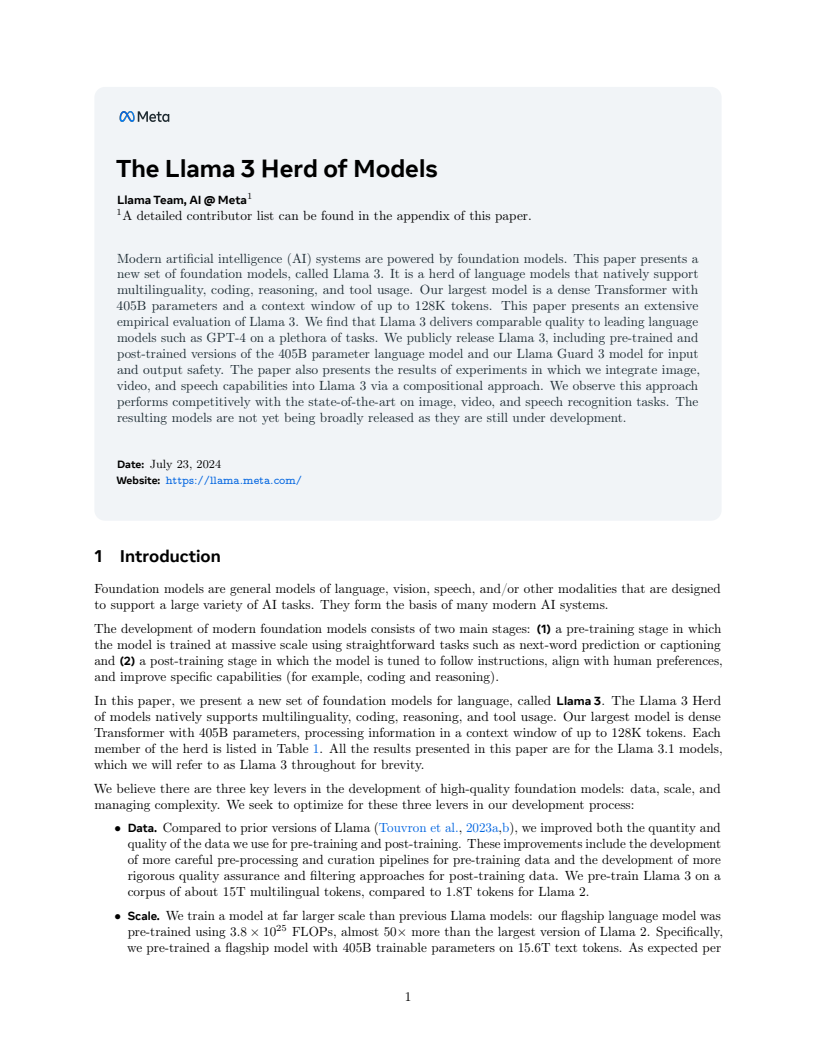 Meta
The Llama 3 Herd of Models
Llama Team, AI @ Meta¹
¹A detailed contributor list can be found in the appendix of this paper.
Modern artificial intelligence (AI) systems are powered by foundation models. This paper presents a
new set of foundation models, called Llama 3. It is a herd of language models that natively support
multilinguality, coding, reasoning, and tool usage. Our largest model is a dense Transformer with
405B parameters and a context window of up to 128K tokens. This paper presents an extensive
empirical evaluation of Llama 3. We find that Llama 3 delivers comparable quality to leading language
models such as GPT-4 on a plethora of tasks. We publicly release Llama 3, including pre-trained and
post-trained versions of the 405B parameter language model and our Llama Guard 3 model for input
and output safety. The paper also presents the results of experiments in which we integrate image,
video, and speech capabilities into Llama 3 via a compositional approach. We observe this approach
performs competitively with the state-of-the-art on image, video, and speech recognition tasks. The
resulting models are not yet being broadly released as they are still under development.
Date: July 23, 2024
Website: https://llama.meta.com/
1 Introduction
Foundation models are general models of language, vision, speech, and/or other modalities that are designed
to support a large variety of AI tasks. They form the basis of many modern AI systems.
The development of modern foundation models consists of two main stages: (1) a pre-training stage in which
the model is trained at massive scale using straightforward tasks such as next-word prediction or captioning
and (2) a post-training stage in which the model is tuned to follow instructions, align with human preferences,
and improve specific capabilities (for example, coding and reasoning).
In this paper, we present a new set of foundation models for language, called Llama 3. The Llama 3 Herd
of models natively supports multilinguality, coding, reasoning, and tool usage. Our largest model is dense
Transformer with 405B parameters, processing information in a context window of up to 128K tokens. Each
member of the herd is listed in Table 1. All the results presented in this paper are for the Llama 3.1 models,
which we will refer to as Llama 3 throughout for brevity.
We believe there are three key levers in the development of high-quality foundation models: data, scale, and
managing complexity. We seek to optimize for these three levers in our development process:
• Data. Compared to prior versions of Llama (Touvron et al., 2023a,b), we improved both the quantity and
quality of the data we use for pre-training and post-training. These improvements include the development
of more careful pre-processing and curation pipelines for pre-training data and the development of more
rigorous quality assurance and filtering approaches for post-training data. We pre-train Llama 3 on a
corpus of about 15T multilingual tokens, compared to 1.8T tokens for Llama 2.
• Scale. We train a model at far larger scale than previous Llama models: our flagship language model was
pre-trained using 3.8 × 10²⁵ FLOPs, almost 50× more than the largest version of Llama 2. Specifically,
we pre-trained a flagship model with 405B trainable parameters on 15.6T text tokens. As expected per
1